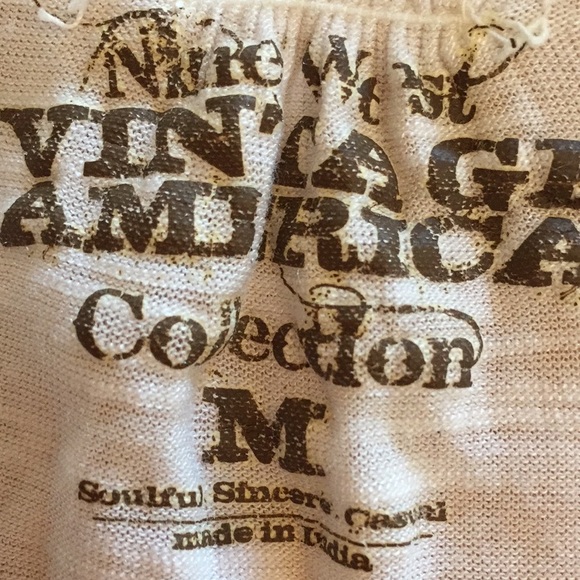 Nine West
VINTAGE
AMERICA
Collection
M
Soulful Sincere Casual
made in India